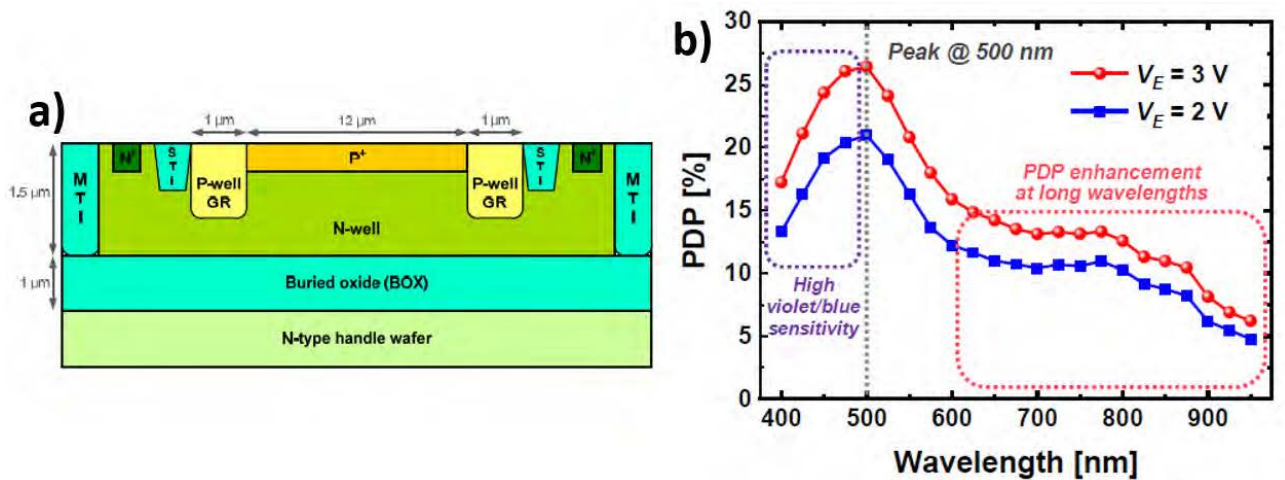 a)
1 μm
12 μm
1 μm
1.5 μm
1 μm
M
T
I
N⁺
S
T
I
P-well
GR
P⁺
P-well
GR
S
T
I
N⁺
M
T
I
N-well
Buried oxide (BOX)
N-type handle wafer
b)
30
25
20
15
10
5
0
PDP [%]
Peak @ 500 nm
V_E = 3 V
V_E = 2 V
PDP enhancement
at long wavelengths
High
violet/blue
sensitivity
400
500
600
700
800
900
Wavelength [nm]